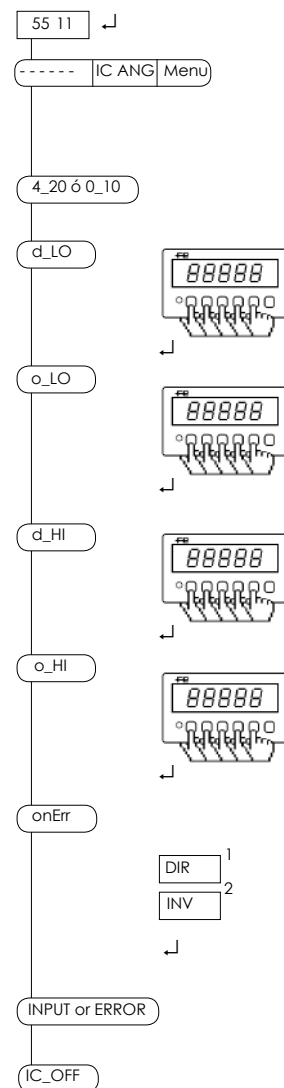 55 11 ↵
- - - - - - IC ANG Menu
4_20 ó 0_10
d_LO
88888
↵
o_LO
88888
↵
d_HI
88888
↵
o_HI
88888
↵
onErr
DIR 1
INV 2
↵
INPUT or ERROR
IC_OFF